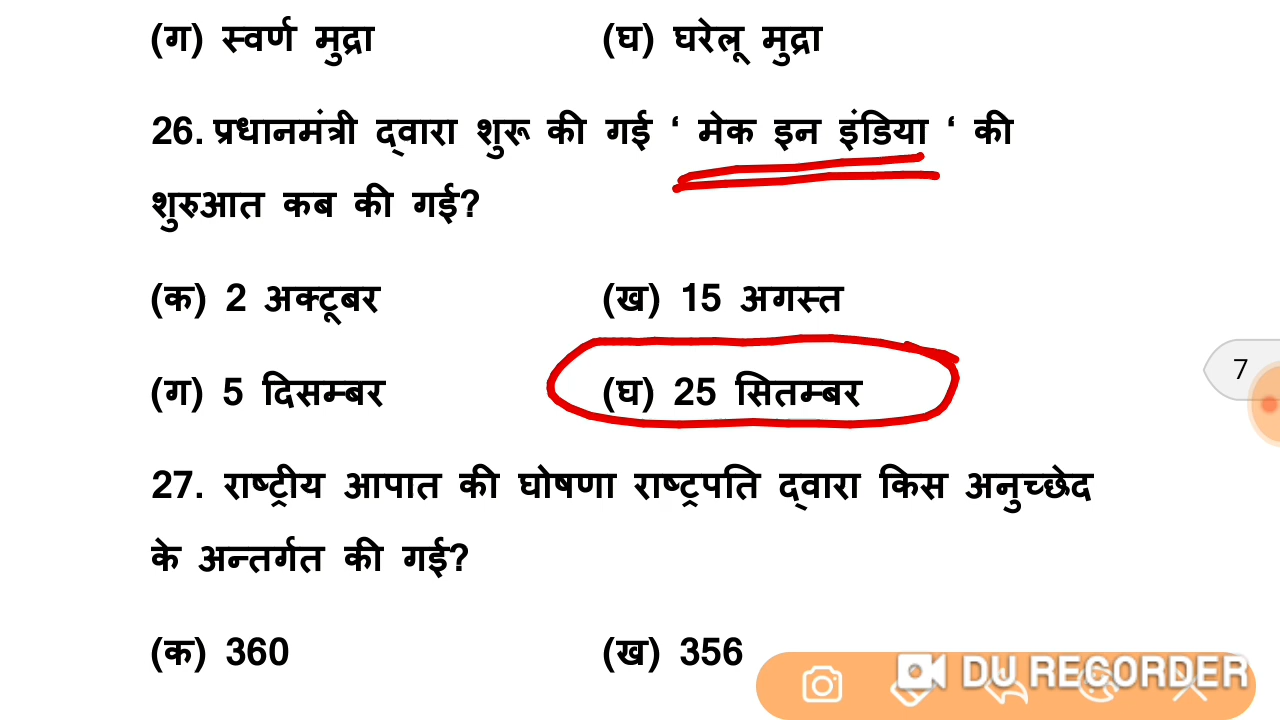 (ग) स्वर्ण मुद्रा (घ) घरेलू मुद्रा
26. प्रधानमंत्री द्वारा शुरू की गई ‘ मेक इन इंडिया ‘ की
शुरुआत कब की गई?
(क) 2 अक्टूबर (ख) 15 अगस्त
(ग) 5 दिसम्बर (घ) 25 सितम्बर
7
27. राष्ट्रीय आपात की घोषणा राष्ट्रपति द्वारा किस अनुच्छेद
के अन्तर्गत की गई?
(क) 360 (ख) 356
DU RECORDER